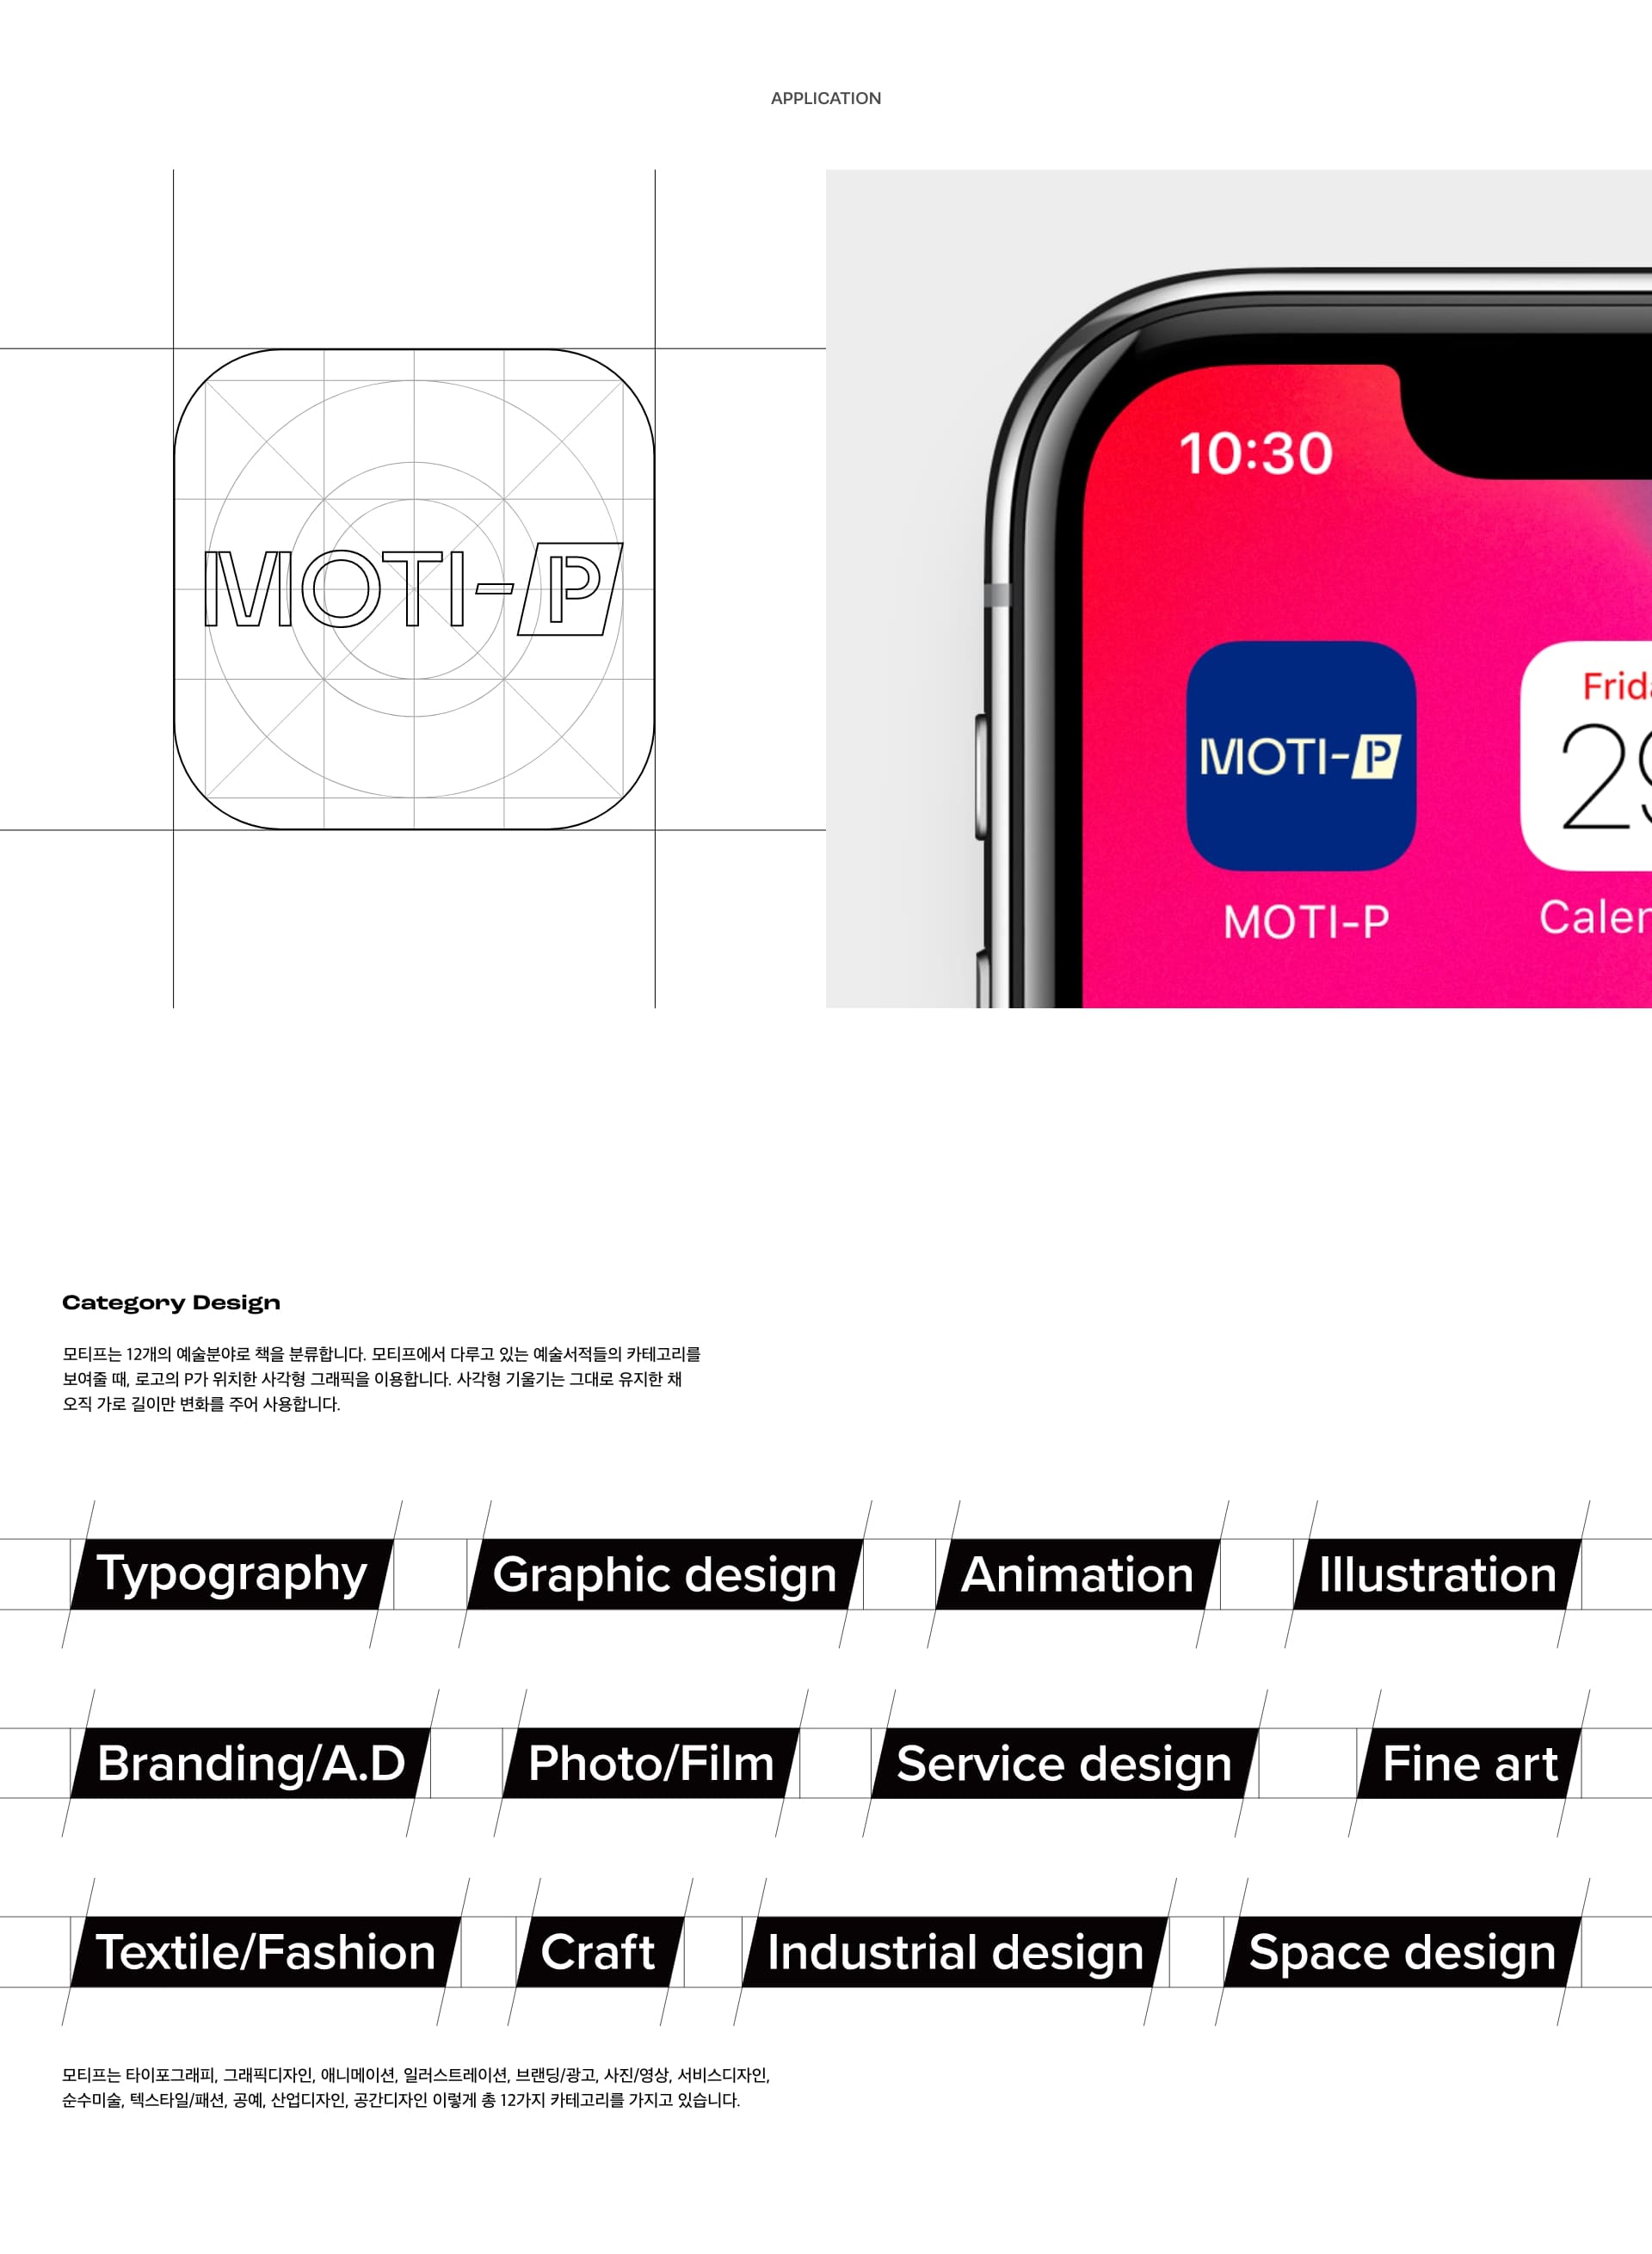 APPLICATION
MOTI-P
10:30
MOTI-P
MOTI-P
Category Design
모티프는 12개의 예술분야로 책을 분류합니다. 모티프에서 다루고 있는 예술서적들의 카테고리를
보여줄 때, 로고의 P가 위치한 사각형 그래픽을 이용합니다. 사각형 기울기는 그대로 유지한 채
오직 가로 길이만 변화를 주어 사용합니다.
Typography Graphic design Animation Illustration
Branding/A.D Photo/Film Service design Fine art
Textile/Fashion Craft Industrial design Space design
모티프는 타이포그래피, 그래픽디자인, 애니메이션, 일러스트레이션, 브랜딩/광고, 사진/영상, 서비스디자인,
순수미술, 텍스타일/패션, 공예, 산업디자인, 공간디자인 이렇게 총 12가지 카테고리를 가지고 있습니다.